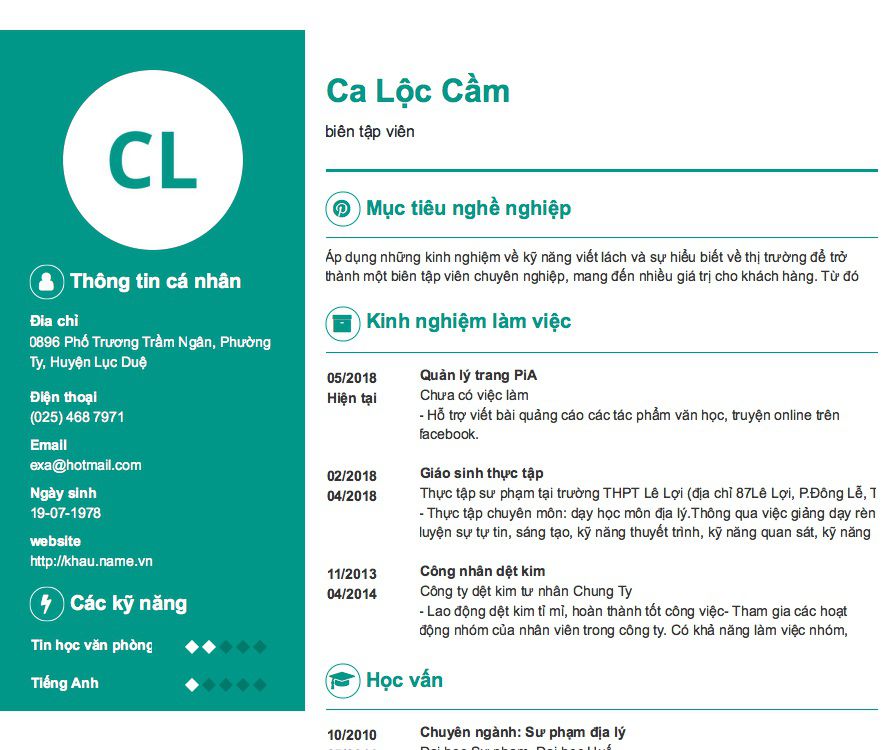 CL
Thông tin cá nhân
Đia chi
0896 Phố Trương Trầm Ngân, Phường
Ty, Huyện Lục Duệ
Điện thoại
(025) 468 7971
Email
exa@hotmail.com
Ngày sinh
19-07-1978
website
http://khau.name.vn
Các kỹ năng
Tin học văn phòng
Tiếng Anh
Ca Lộc Cầm
biên tập viên
Mục tiêu nghề nghiệp
Áp dụng những kinh nghiệm về kỹ năng viết lách và sự hiểu biết về thị trường để trở
thành một biên tập viên chuyên nghiệp, mang đến nhiều giá trị cho khách hàng. Từ đó
Kinh nghiệm làm việc
05/2018 Quản lý trang PiA
Hiện tại Chưa có việc làm
- Hỗ trợ viết bài quảng cáo các tác phẩm văn học, truyện online trên
facebook.
02/2018 Giáo sinh thực tập
04/2018 Thực tập sư phạm tại trường THPT Lê Lợi (địa chỉ 87Lê Lợi, P.Đông Lễ, T
- Thực tập chuyên môn: dạy học môn địa lý.Thông qua việc giảng dạy rèn
luyện sự tự tin, sáng tạo, kỹ năng thuyết trình, kỹ năng quan sát, kỹ năng
11/2013 Công nhân dệt kim
04/2014 Công ty dệt kim tư nhân Chung Ty
- Lao động dệt kim tỉ mỉ, hoàn thành tốt công việc- Tham gia các hoạt
động nhóm của nhân viên trong công ty. Có khả năng làm việc nhóm,
Học vấn
10/2010 Chuyên ngành: Sư phạm địa lý
Đại học Sư phạm, Đại học Huế